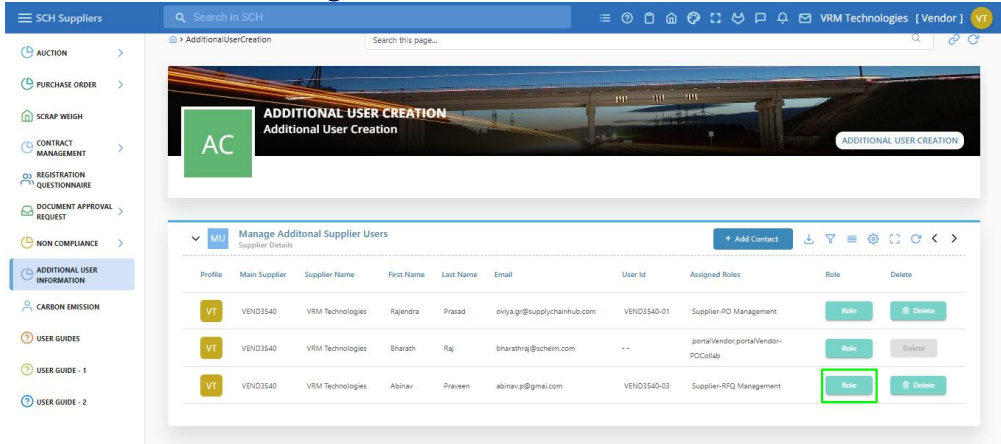 SCH Suppliers
Search in SCH
VRM Technologies [ Vendor ] VT
> AdditionalUserCreation
Search this page...
AUCTION
PURCHASE ORDER
SCRAP WEIGH
CONTRACT
MANAGEMENT
REGISTRATION
QUESTIONNAIRE
DOCUMENT APPROVAL
REQUEST
NON COMPLIANCE
ADDITIONAL USER
INFORMATION
CARBON EMISSION
USER GUIDES
USER GUIDE - 1
USER GUIDE - 2
AC
ADDITIONAL USER CREATION
Additional User Creation
ADDITIONAL USER CREATION
MU
Manage Additonal Supplier Users
Supplier Details
+ Add Contact
Profile Main Supplier Supplier Name First Name Last Name Email User Id Assigned Roles Role Delete
VT VEND3540 VRM Technologies Rajendra Prasad oviya.gr@supplychainhub.com VEND3540-01 Supplier-PO Management Role Delete
VT VEND3540 VRM Technologies Bharath Raj bharathraj@scheim.com - - portalVendor,portalVendor-
POCollab Role Delete
VT VEND3540 VRM Technologies Abinav Praveen abinav.p@gmai.com VEND3540-03 Supplier-RFQ Management Role Delete